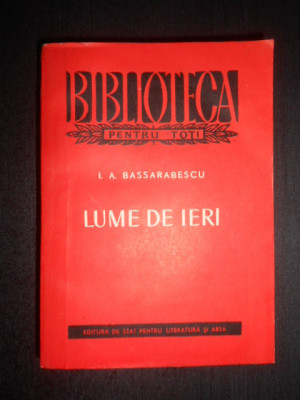 BIBLIOTECA
PENTRU TOȚI
I. A. BASSARABESCU
LUME DE IERI
EDITURA DE STAT PENTRU LITERATURĂ ȘI ARTĂ